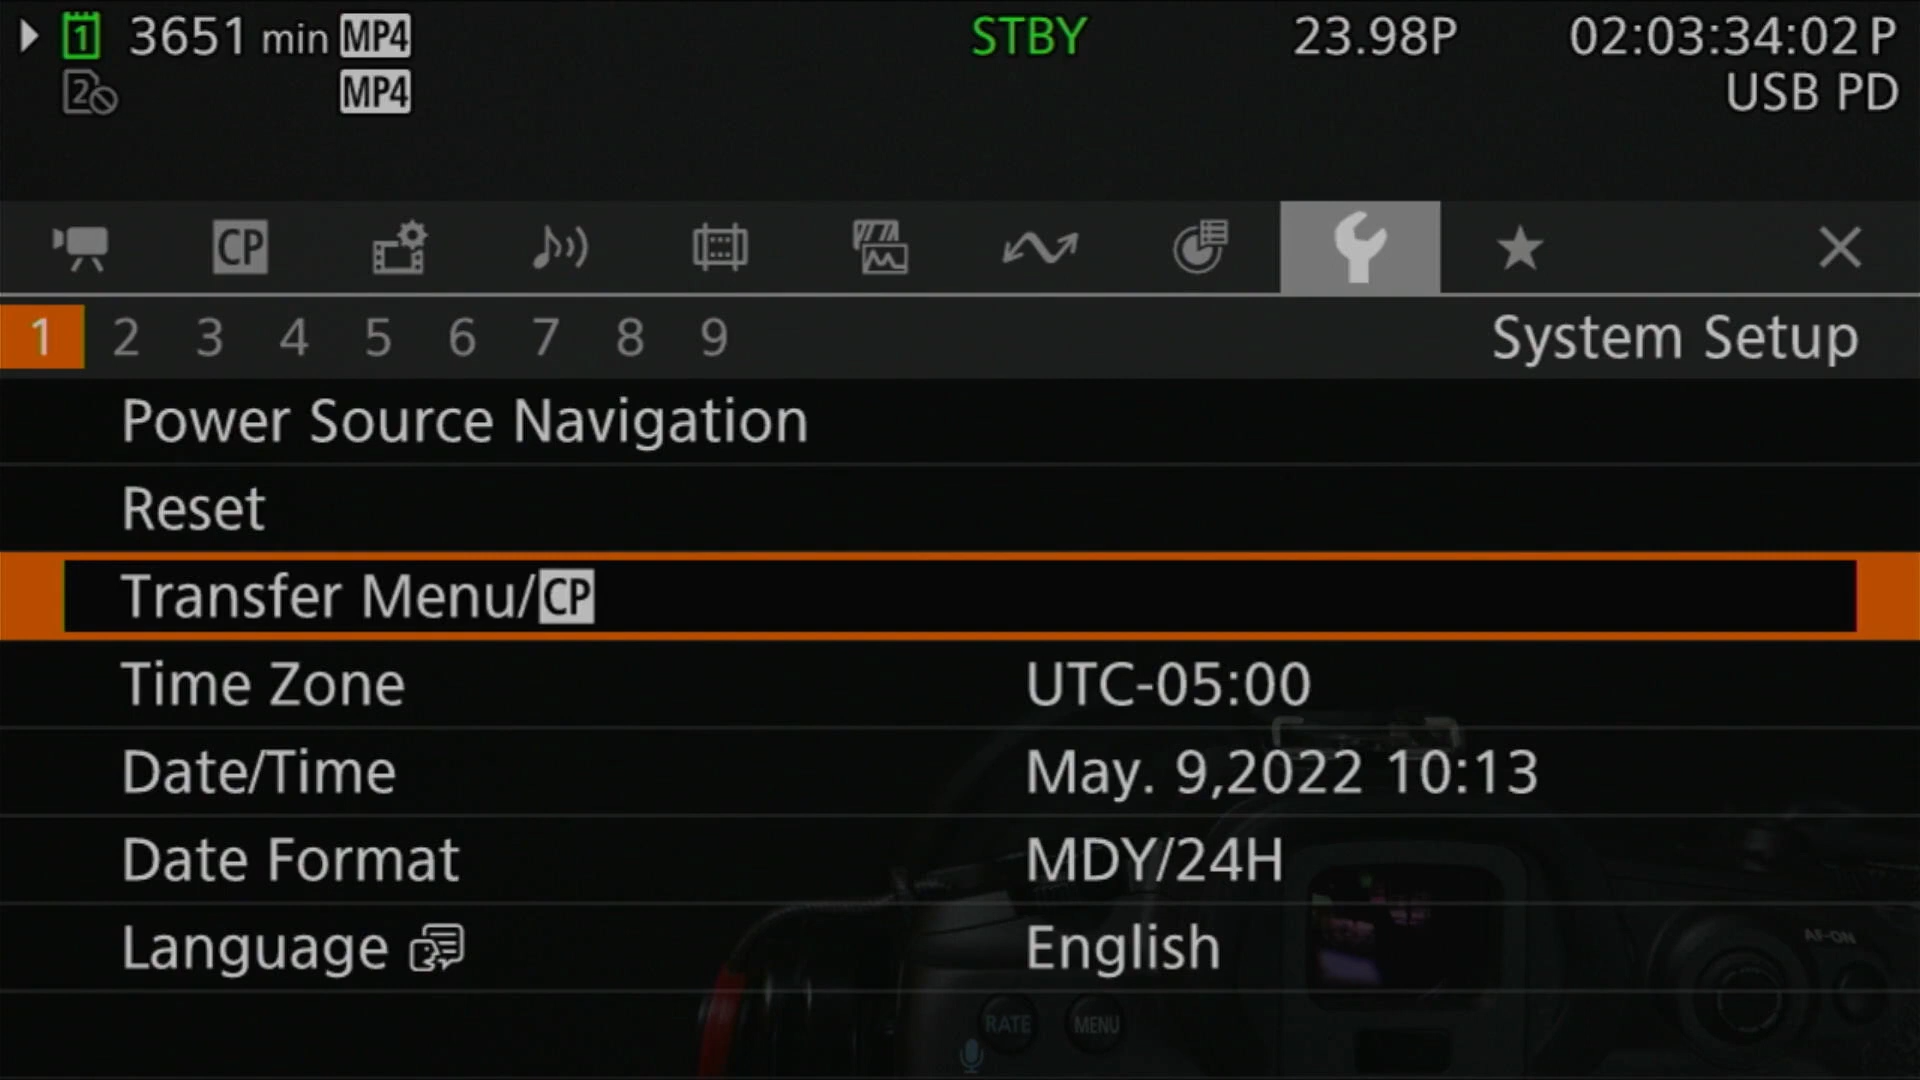 1 3651 min MP4 STBY 23.98P 02:03:34:02 P
2 MP4 USB PD
CP
1 2 3 4 5 6 7 8 9 System Setup
Power Source Navigation
Reset
Transfer Menu/CP
Time Zone UTC-05:00
Date/Time May. 9,2022 10:13
Date Format MDY/24H
AF-ON
Language English
RATE MENU